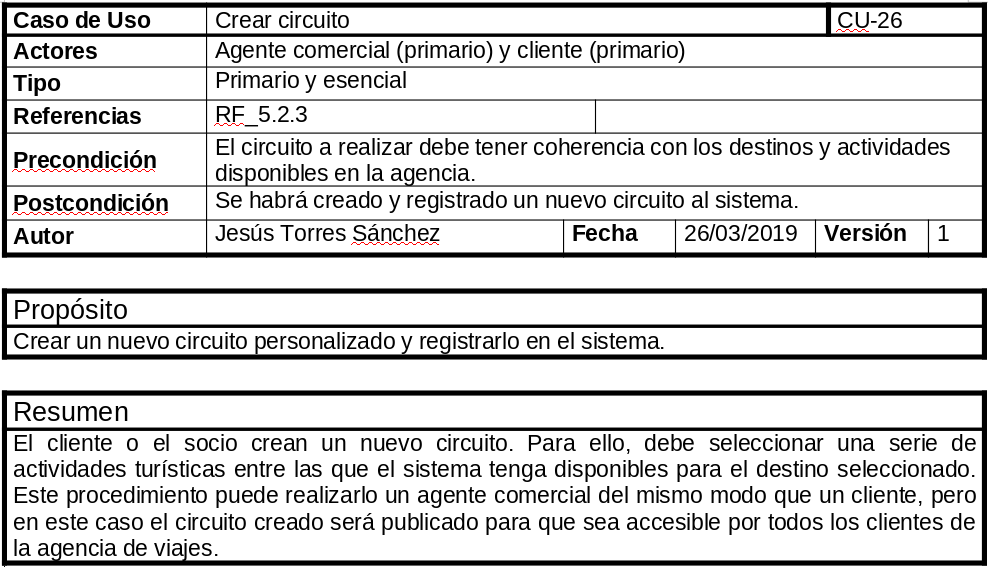 Caso de Uso Crear circuito CU-26
Actores Agente comercial (primario) y cliente (primario)
Tipo Primario y esencial
Referencias RF_5.2.3
Precondición El circuito a realizar debe tener coherencia con los destinos y actividades
disponibles en la agencia.
Postcondición Se habrá creado y registrado un nuevo circuito al sistema.
Autor Jesús Torres Sánchez Fecha 26/03/2019 Versión 1
Propósito
Crear un nuevo circuito personalizado y registrarlo en el sistema.
Resumen
El cliente o el socio crean un nuevo circuito. Para ello, debe seleccionar una serie de
actividades turísticas entre las que el sistema tenga disponibles para el destino seleccionado.
Este procedimiento puede realizarlo un agente comercial del mismo modo que un cliente, pero
en este caso el circuito creado será publicado para que sea accesible por todos los clientes de
la agencia de viajes.